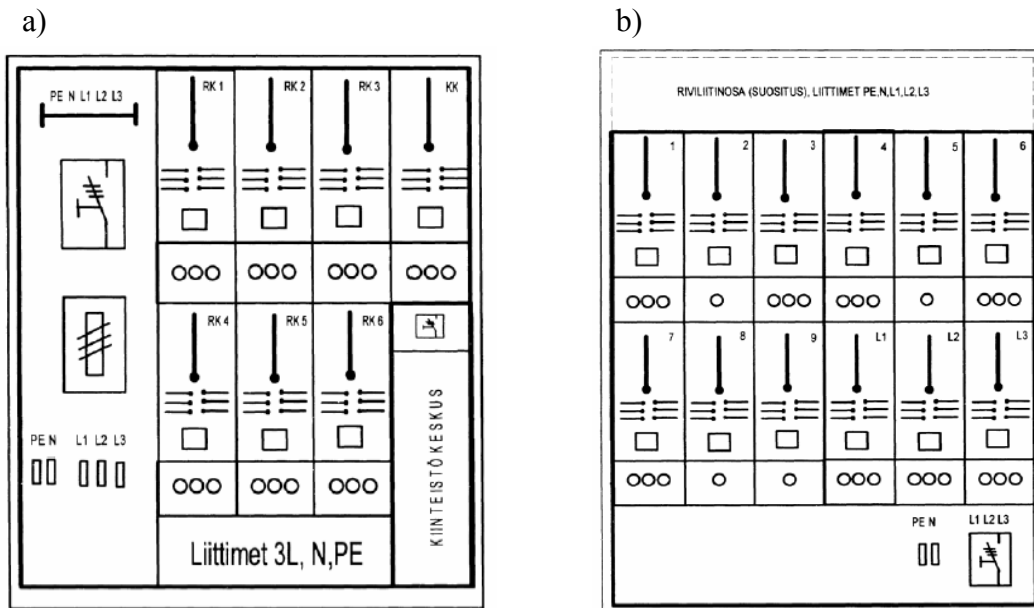 a)
PE N L1 L2 L3
RK 1
RK 2
RK 3
KK
RK 4
RK 5
RK 6
PE N L1 L2 L3
KIINTEISTÖKESKUS
Liittimet 3L, N,PE
b)
RIVILIITINOSA (SUOSITUS), LIITTIMET PE,N,L1,L2,L3
1 2 3 4 5 6
7 8 9 L1 L2 L3
PE N L1 L2 L3